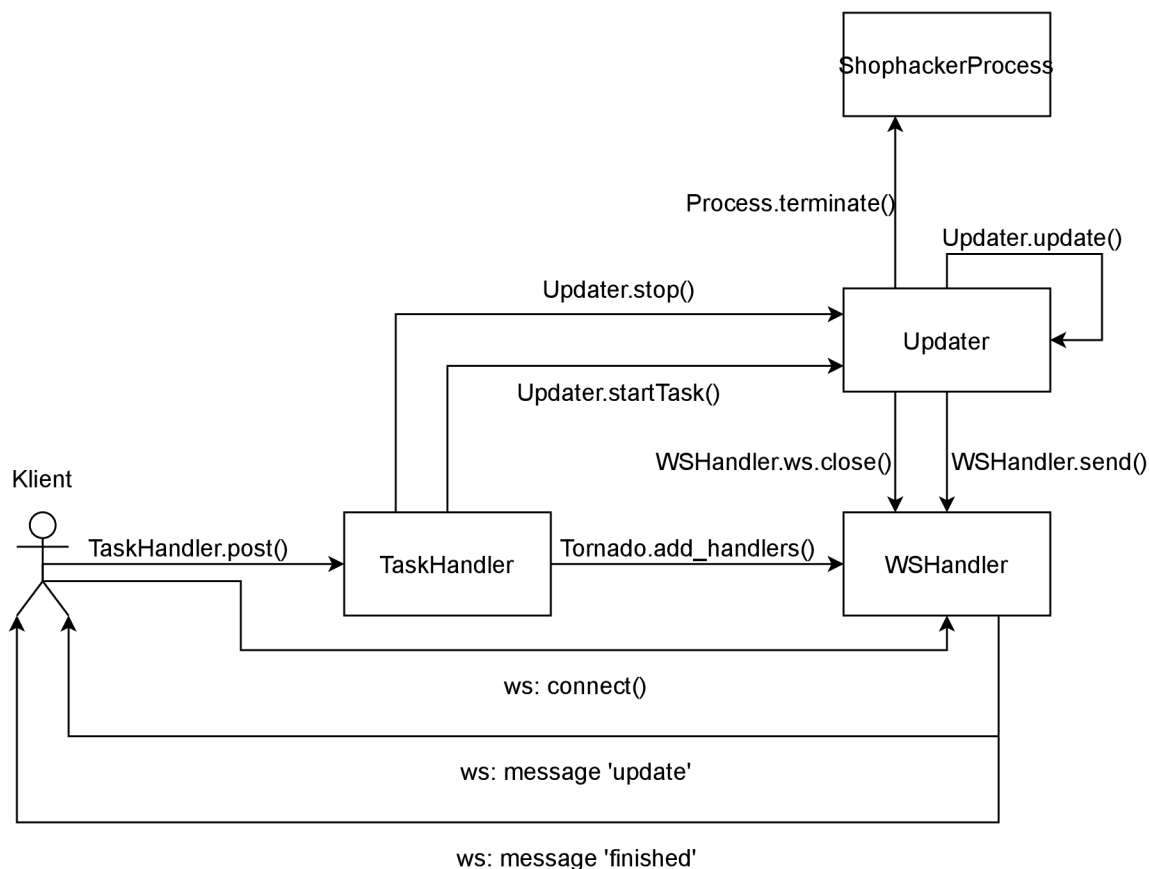 ShophackerProcess
Process.terminate()
Updater.update()
Updater.stop()
Updater
Updater.startTask()
WSHandler.ws.close()
WSHandler.send()
Klient
TaskHandler.post()
TaskHandler
Tornado.add_handlers()
WSHandler
ws: connect()
ws: message 'update'
ws: message 'finished'